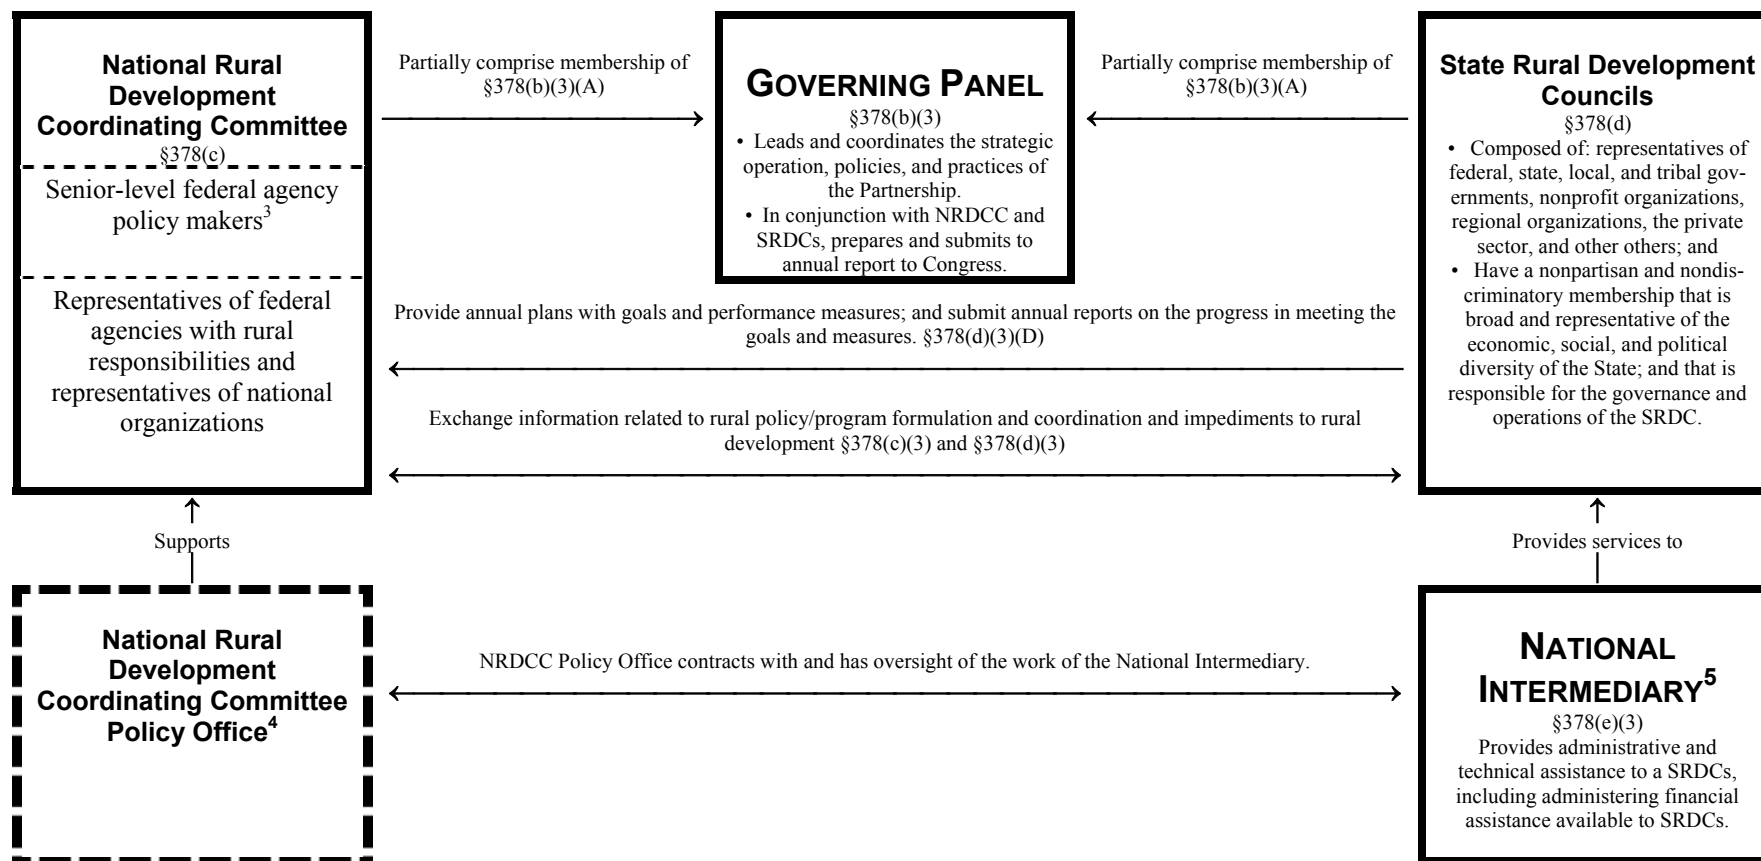 National Rural
Development
Coordinating Committee
§378(c)
Senior-level federal agency
policy makers3
Representatives of federal
agencies with rural
responsibilities and
representatives of national
organizations
Partially comprise membership of
§378(b)(3)(A)
GOVERNING PANEL
§378(b)(3)
• Leads and coordinates the strategic
operation, policies, and practices of
the Partnership.
• In conjunction with NRDCC and
SRDCs, prepares and submits to
annual report to Congress.
Partially comprise membership of
§378(b)(3)(A)
State Rural Development
Councils
§378(d)
• Composed of: representatives of
federal, state, local, and tribal gov-
ernments, nonprofit organizations,
regional organizations, the private
sector, and other others; and
• Have a nonpartisan and nondis-
criminatory membership that is
broad and representative of the
economic, social, and political
diversity of the State; and that is
responsible for the governance and
operations of the SRDC.
Provide annual plans with goals and performance measures; and submit annual reports on the progress in meeting the
goals and measures. §378(d)(3)(D)
Exchange information related to rural policy/program formulation and coordination and impediments to rural
development §378(c)(3) and §378(d)(3)
Supports
Provides services to
National Rural
Development
Coordinating Committee
Policy Office4
NRDCC Policy Office contracts with and has oversight of the work of the National Intermediary.
NATIONAL
INTERMEDIARY5
§378(e)(3)
Provides administrative and
technical assistance to a SRDCs,
including administering financial
assistance available to SRDCs.